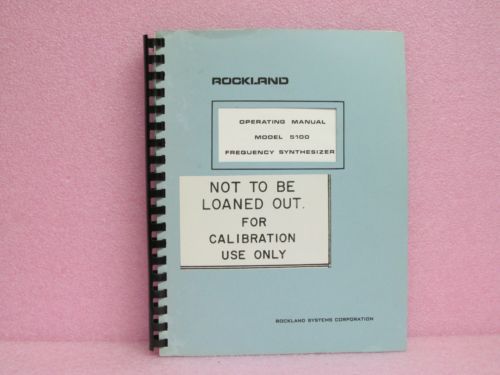 ROCKLAND
OPERATING MANUAL
MODEL 5100
FREQUENCY SYNTHESIZER
NOT TO BE
LOANED OUT.
FOR
CALIBRATION
USE ONLY
ROCKLAND SYSTEMS CORPORATION